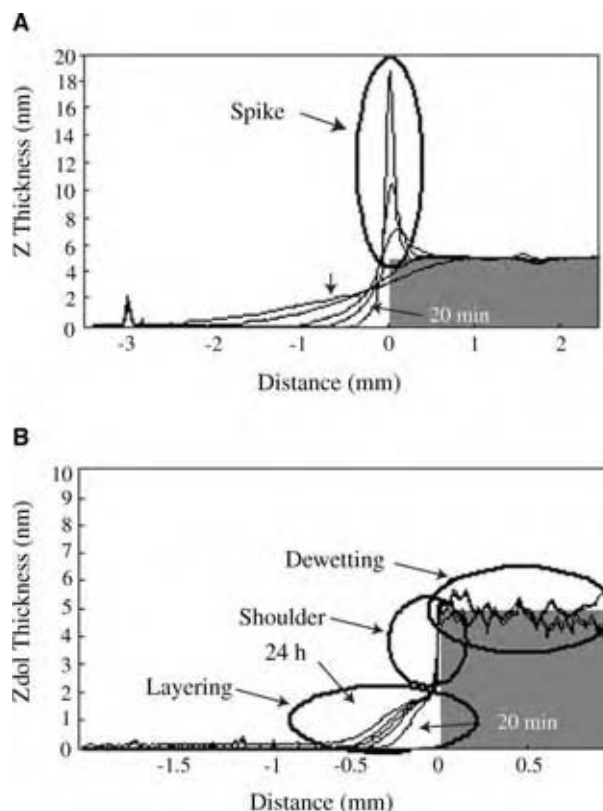 A
20
18
16
14
12
10
8
6
4
2
0
Z Thickness (nm)
Spike
20 min
-3 -2 -1 0 1 2
Distance (mm)
B
10
9
8
7
6
5
4
3
2
1
0
Zdol Thickness (nm)
Dewetting
Shoulder
24 h
Layering
20 min
-1.5 -1 -0.5 0 0.5
Distance (mm)